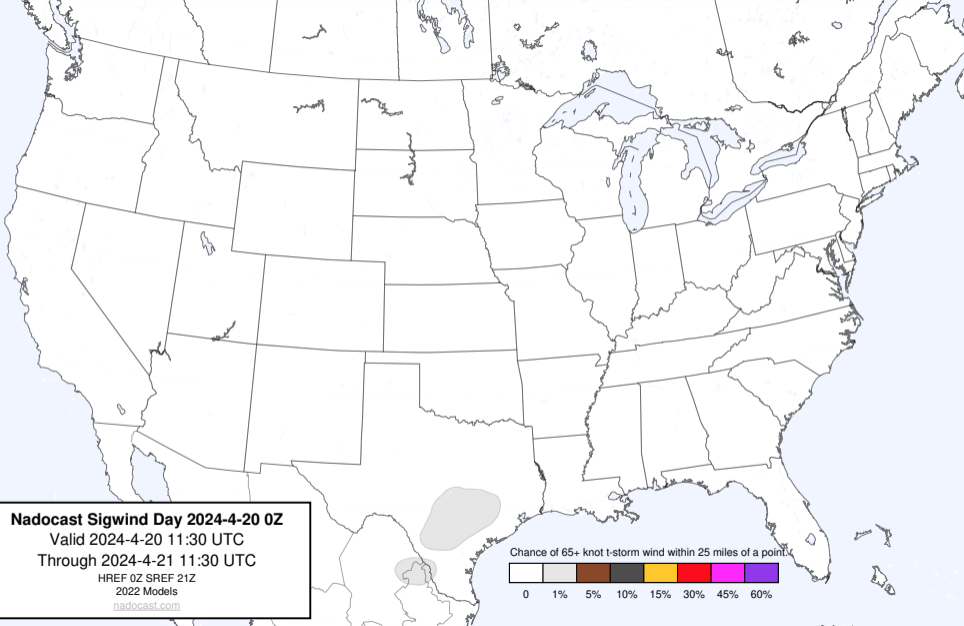 Nadocast Sigwind Day 2024-4-20 0Z
Valid 2024-4-20 11:30 UTC
Through 2024-4-21 11:30 UTC
HREF 0Z SREF 21Z
2022 Models
nadocast.com
Chance of 65+ knot t-storm wind within 25 miles of a point.
0 1% 5% 10% 15% 30% 45% 60%